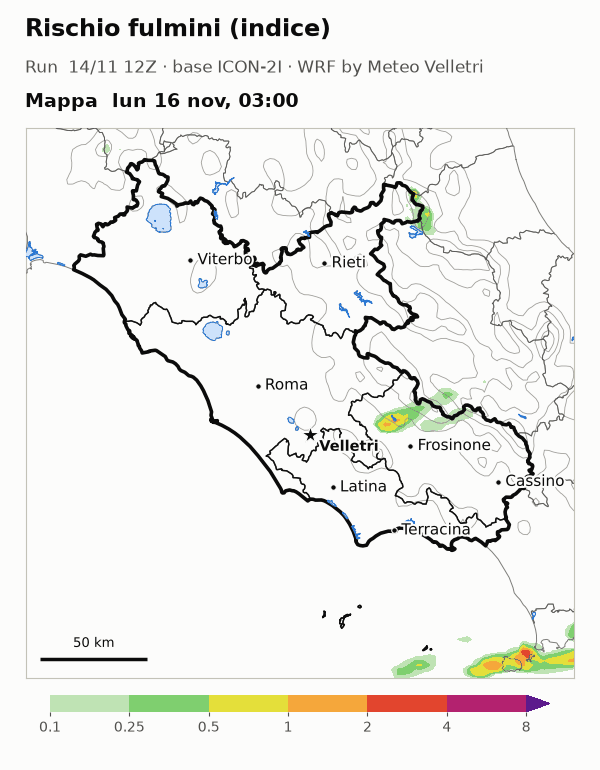 Rischio fulmini (indice)
Run  14/11 12Z · base ICON-2I · WRF by Meteo Velletri
Mappa  lun 16 nov, 03:00
Viterbo
Rieti
Roma
Velletri
Frosinone
Latina
Cassino
Terracina
50 km
0.1 0.25 0.5 1 2 4 8